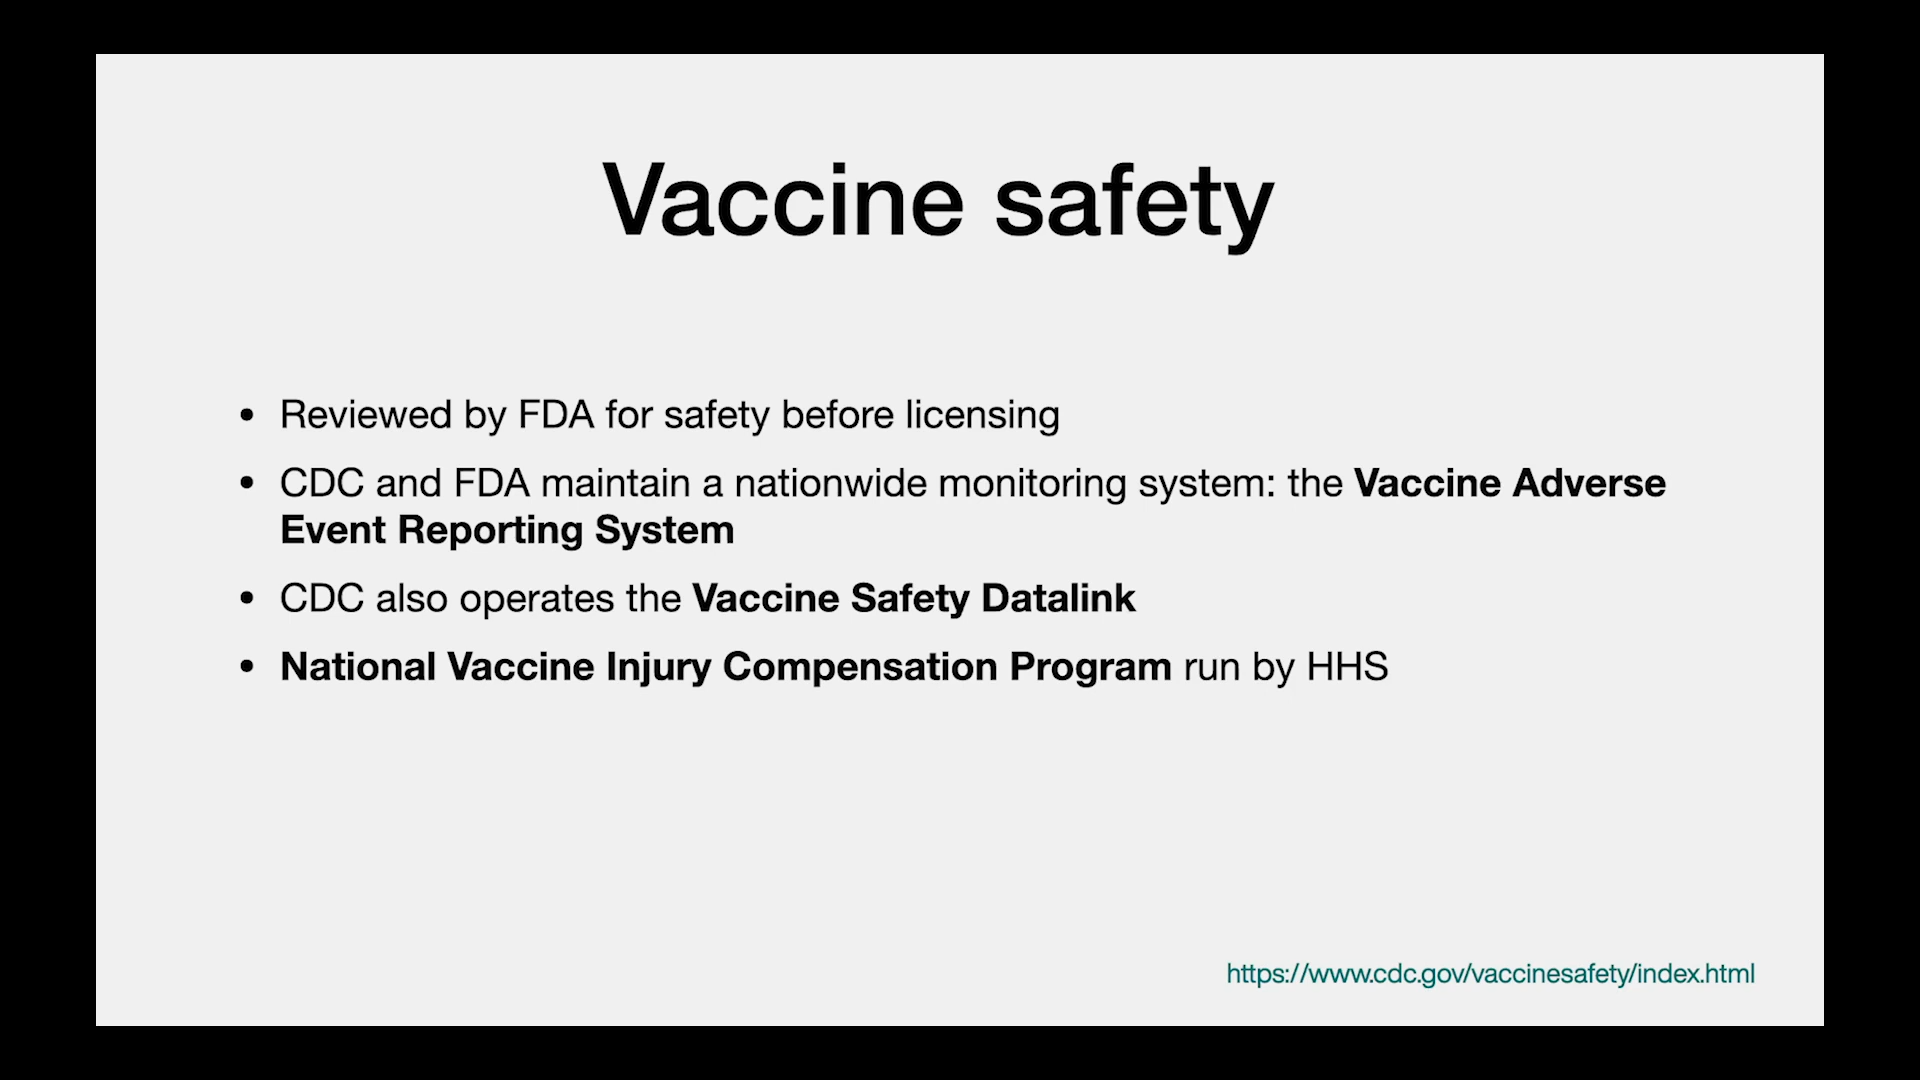 Vaccine safety
• Reviewed by FDA for safety before licensing
• CDC and FDA maintain a nationwide monitoring system: the Vaccine Adverse
Event Reporting System
• CDC also operates the Vaccine Safety Datalink
• National Vaccine Injury Compensation Program run by HHS
https://www.cdc.gov/vaccinesafety/index.html